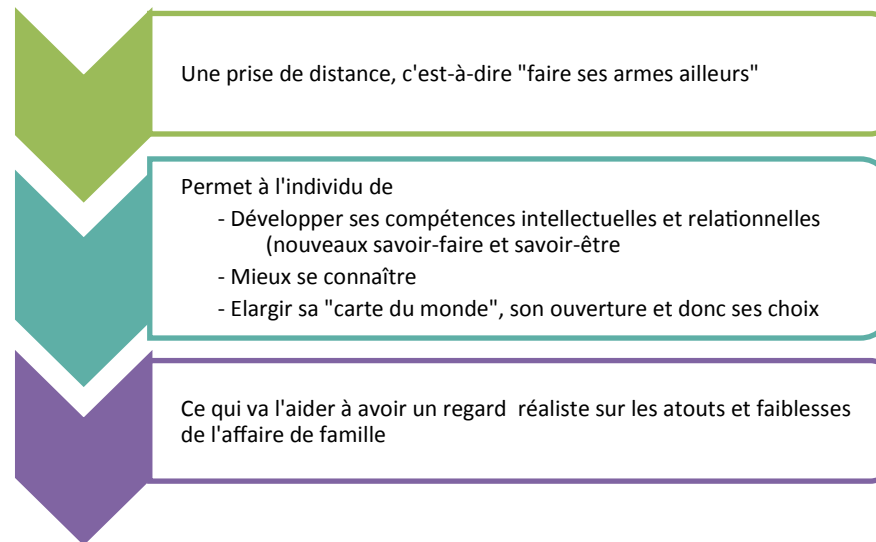 Une prise de distance, c'est-à-dire "faire ses armes ailleurs"
Permet à l'individu de
- Développer ses compétences intellectuelles et relationnelles
(nouveaux savoir-faire et savoir-être
- Mieux se connaître
- Elargir sa "carte du monde", son ouverture et donc ses choix
Ce qui va l'aider à avoir un regard  réaliste sur les atouts et faiblesses
de l'affaire de famille